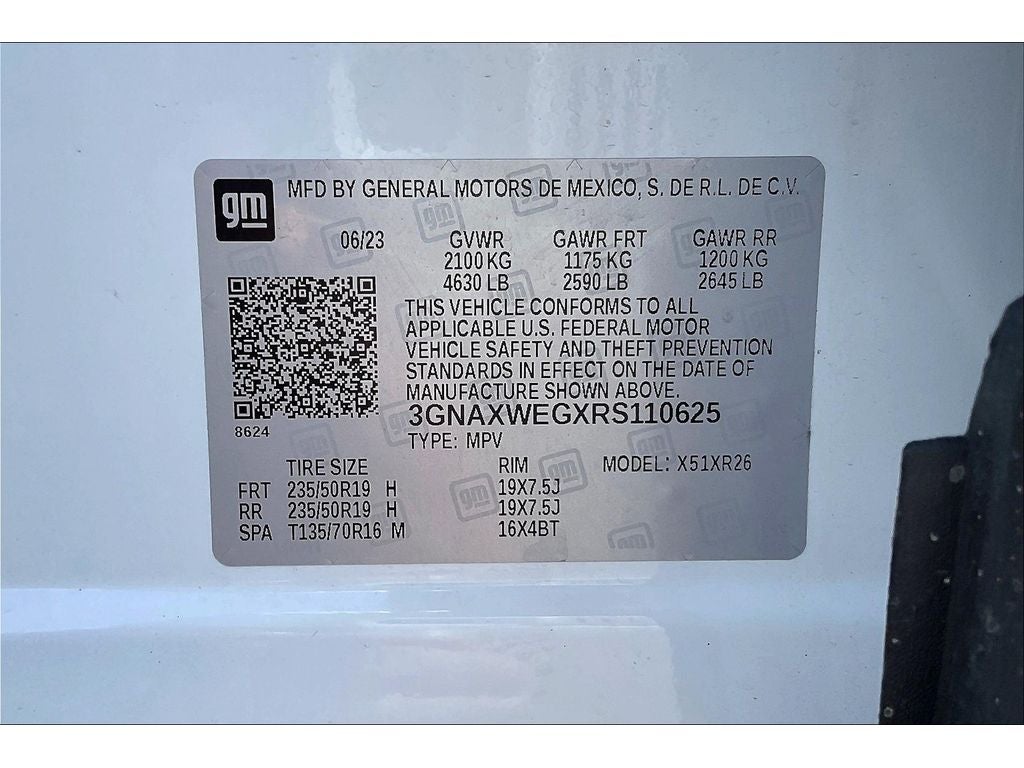 gm MFD BY GENERAL MOTORS DE MEXICO, S. DE R.L. DE C.V.
06/23 GVWR GAWR FRT GAWR RR
2100 KG 1175 KG 1200 KG
4630 LB 2590 LB 2645 LB
THIS VEHICLE CONFORMS TO ALL
APPLICABLE U.S. FEDERAL MOTOR
VEHICLE SAFETY AND THEFT PREVENTION
STANDARDS IN EFFECT ON THE DATE OF
MANUFACTURE SHOWN ABOVE.
3GNAXWEGXRS110625
8624
TYPE: MPV
TIRE SIZE RIM MODEL: X51XR26
FRT 235/50R19 H 19X7.5J
RR 235/50R19 H 19X7.5J
SPA T135/70R16 M 16X4BT